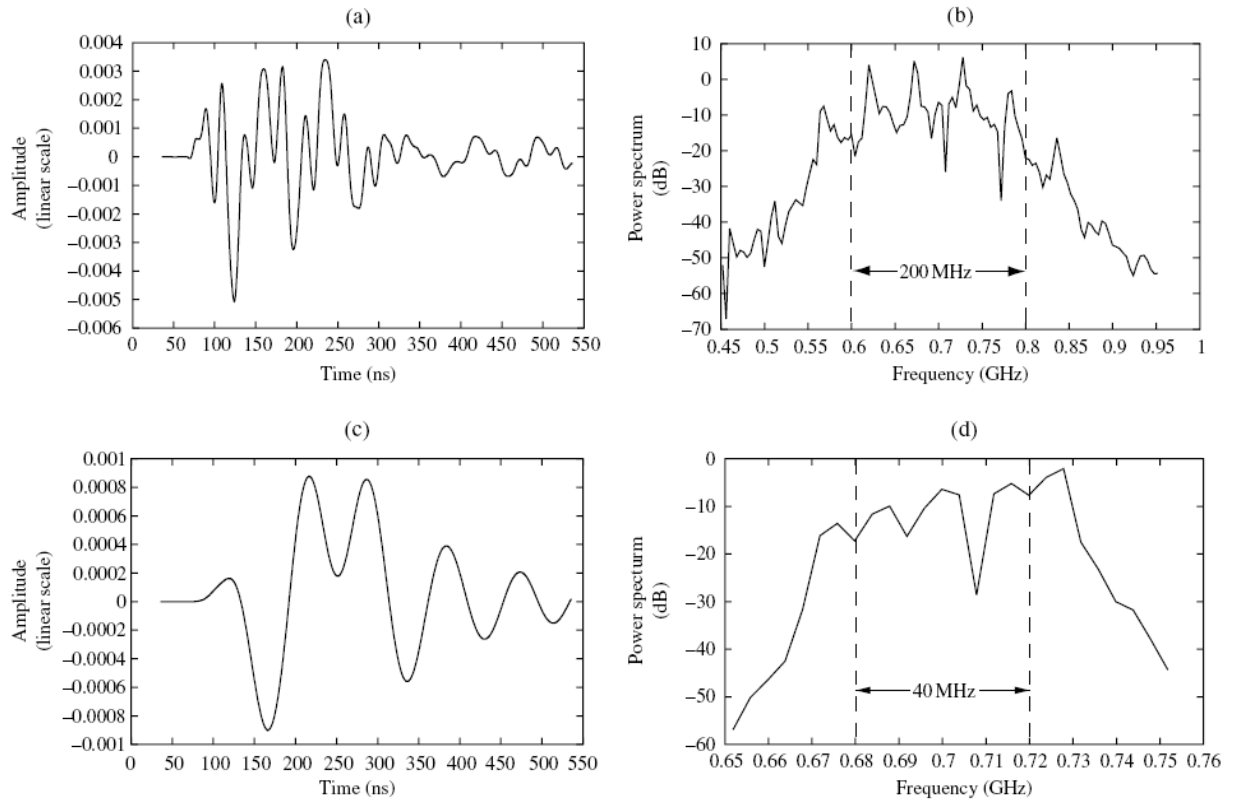 (a)
0.004
0.003
0.002
0.001
0
−0.001
−0.002
−0.003
−0.004
−0.005
−0.006
Amplitude
(linear scale)
0 50 100 150 200 250 300 350 400 450 500 550
Time (ns)
(b)
10
0
−10
−20
−30
−40
−50
−60
−70
Power spectrum
(dB)
200 MHz
0.45 0.5 0.55 0.6 0.65 0.7 0.75 0.8 0.85 0.9 0.95 1
Frequency (GHz)
(c)
0.001
0.0008
0.0006
0.0004
0.0002
0
−0.0002
−0.0004
−0.0006
−0.0008
−0.001
Amplitude
(linear scale)
0 50 100 150 200 250 300 350 400 450 500 550
Time (ns)
(d)
0
−10
−20
−30
−40
−50
−60
Power specturm
(dB)
40 MHz
0.65 0.66 0.67 0.68 0.69 0.7 0.71 0.72 0.73 0.74 0.75 0.76
Frequency (GHz)